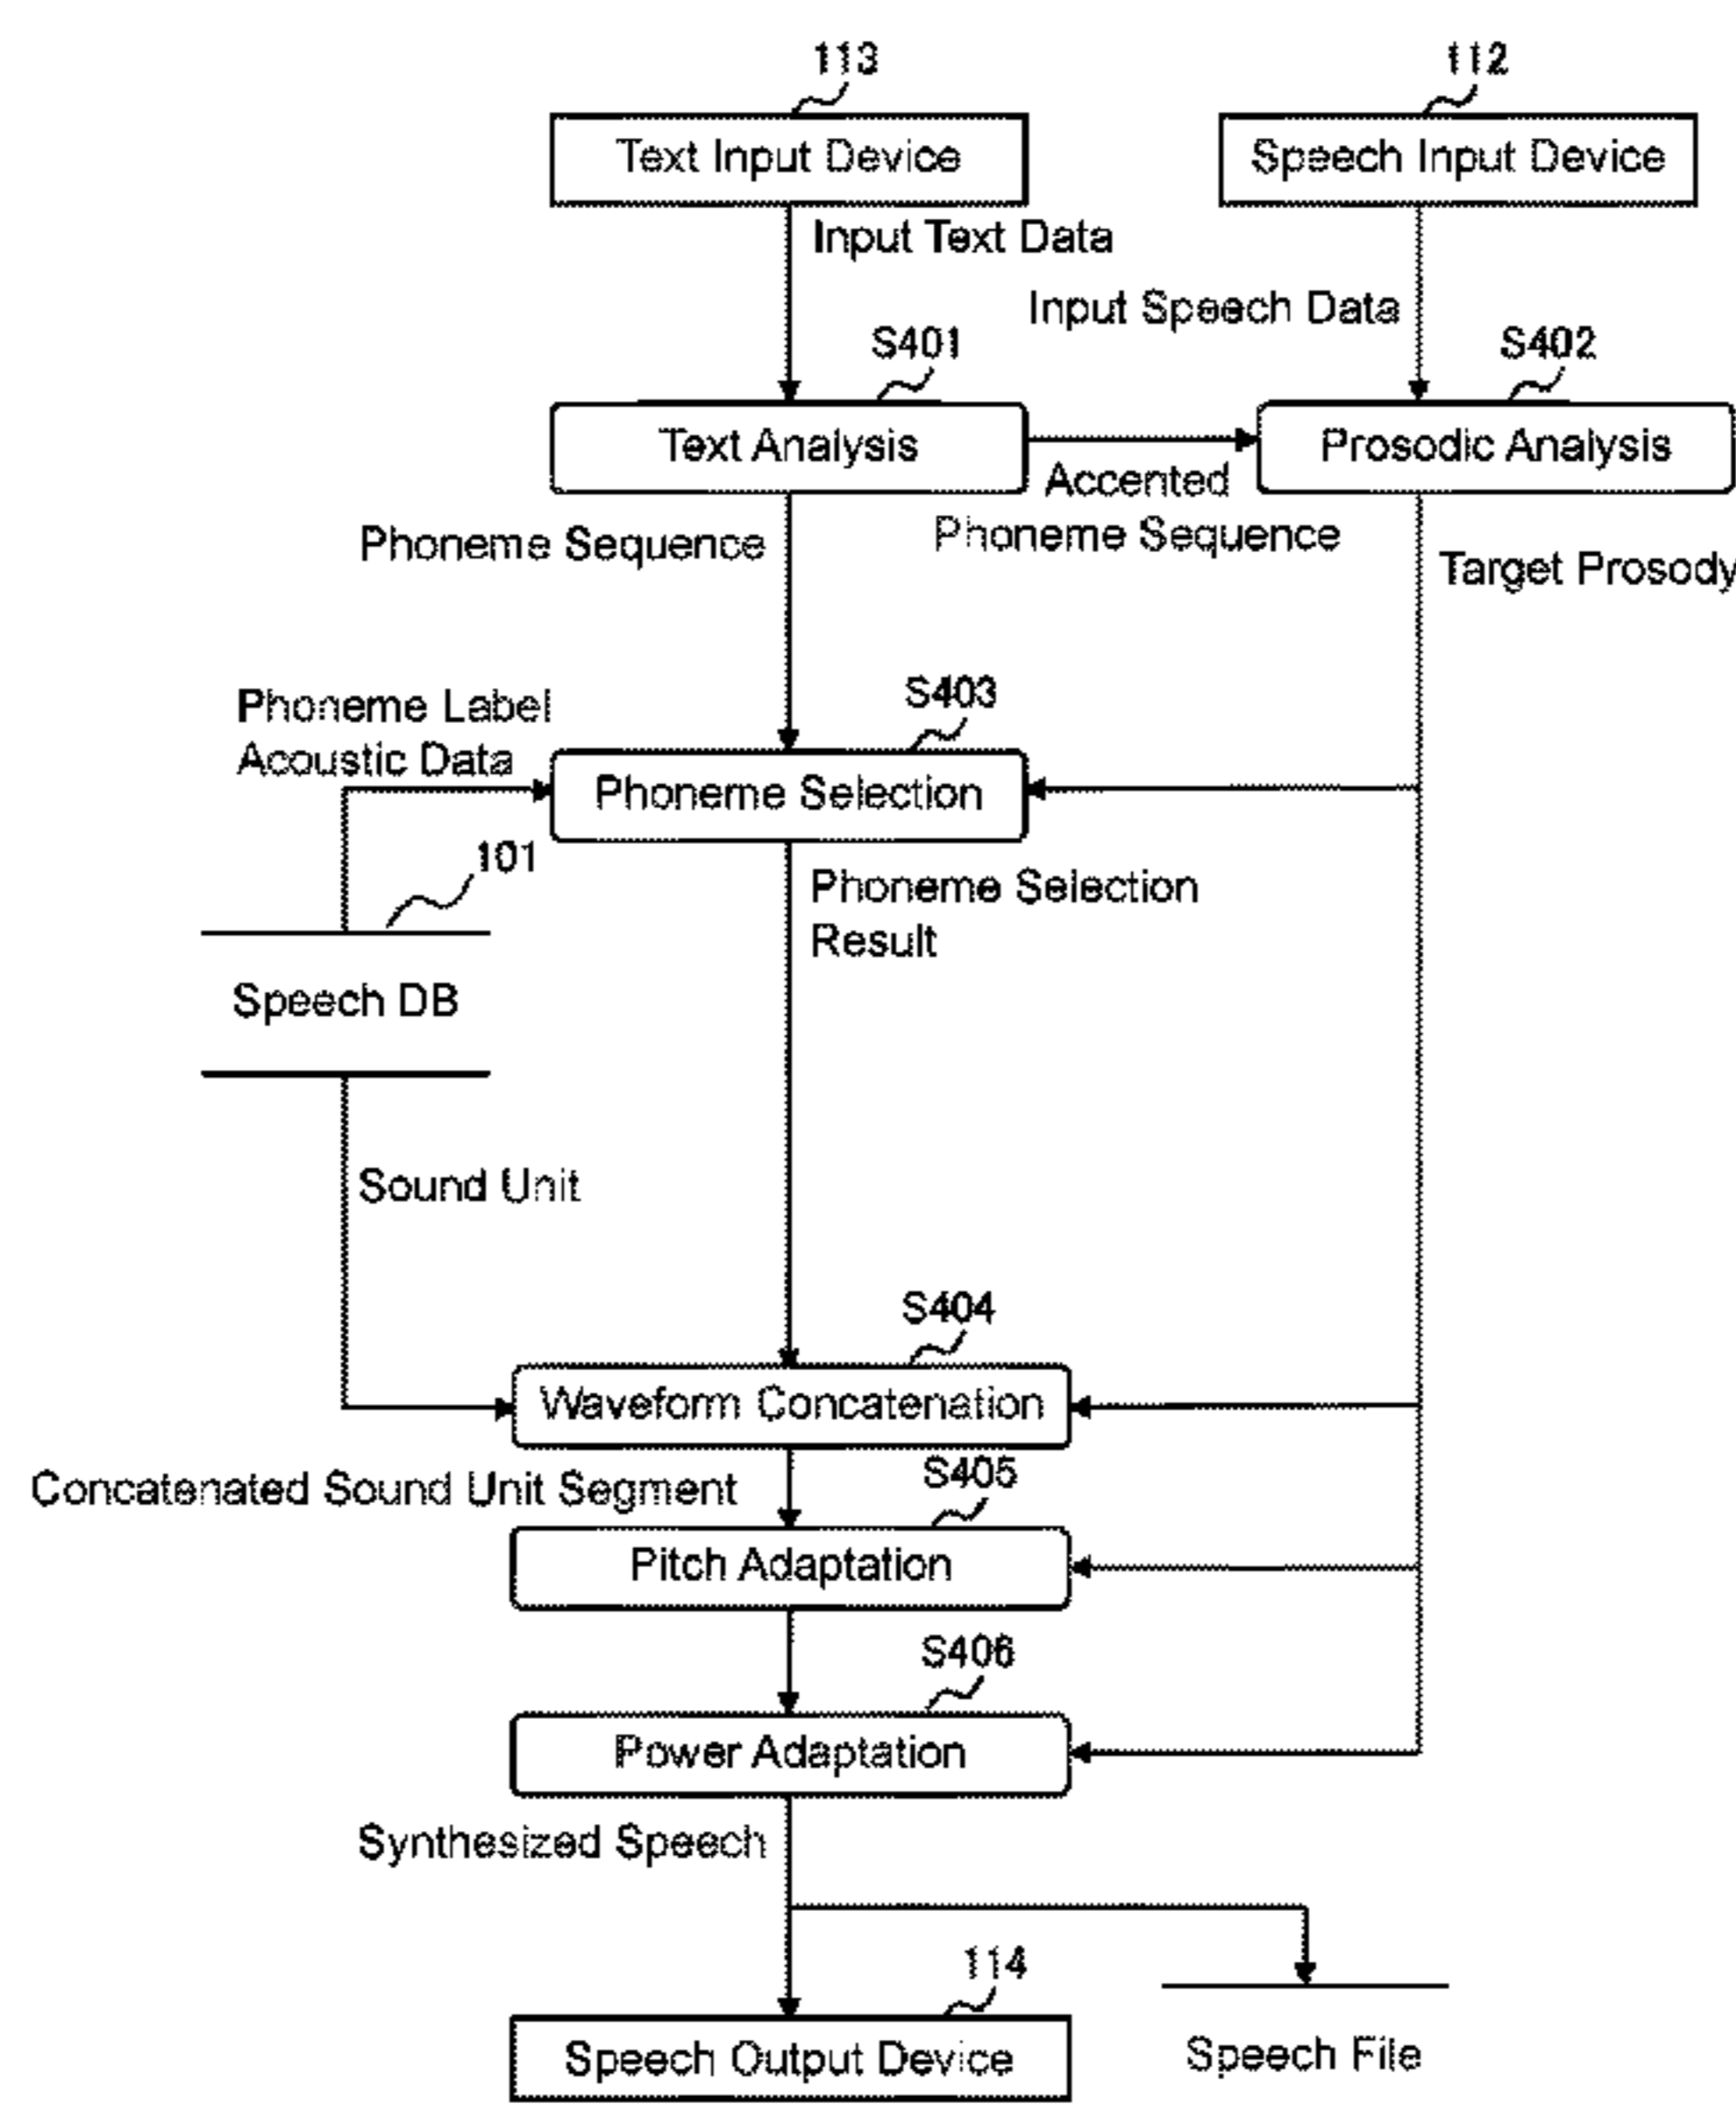 113
112
Text Input Device
Speech Input Device
Input Text Data
Input Speech Data
S401
S402
Text Analysis
Prosodic Analysis
Accented
Phoneme Sequence
Phoneme Sequence
Target Prosody
S403
Phoneme Label
Acoustic Data
Phoneme Selection
101
Phoneme Selection
Result
Speech DB
Sound Unit
S404
Waveform Concatenation
S405
Concatenated Sound Unit Segment
Pitch Adaptation
S406
Power Adaptation
Synthesized Speech
114
Speech Output Device
Speech File